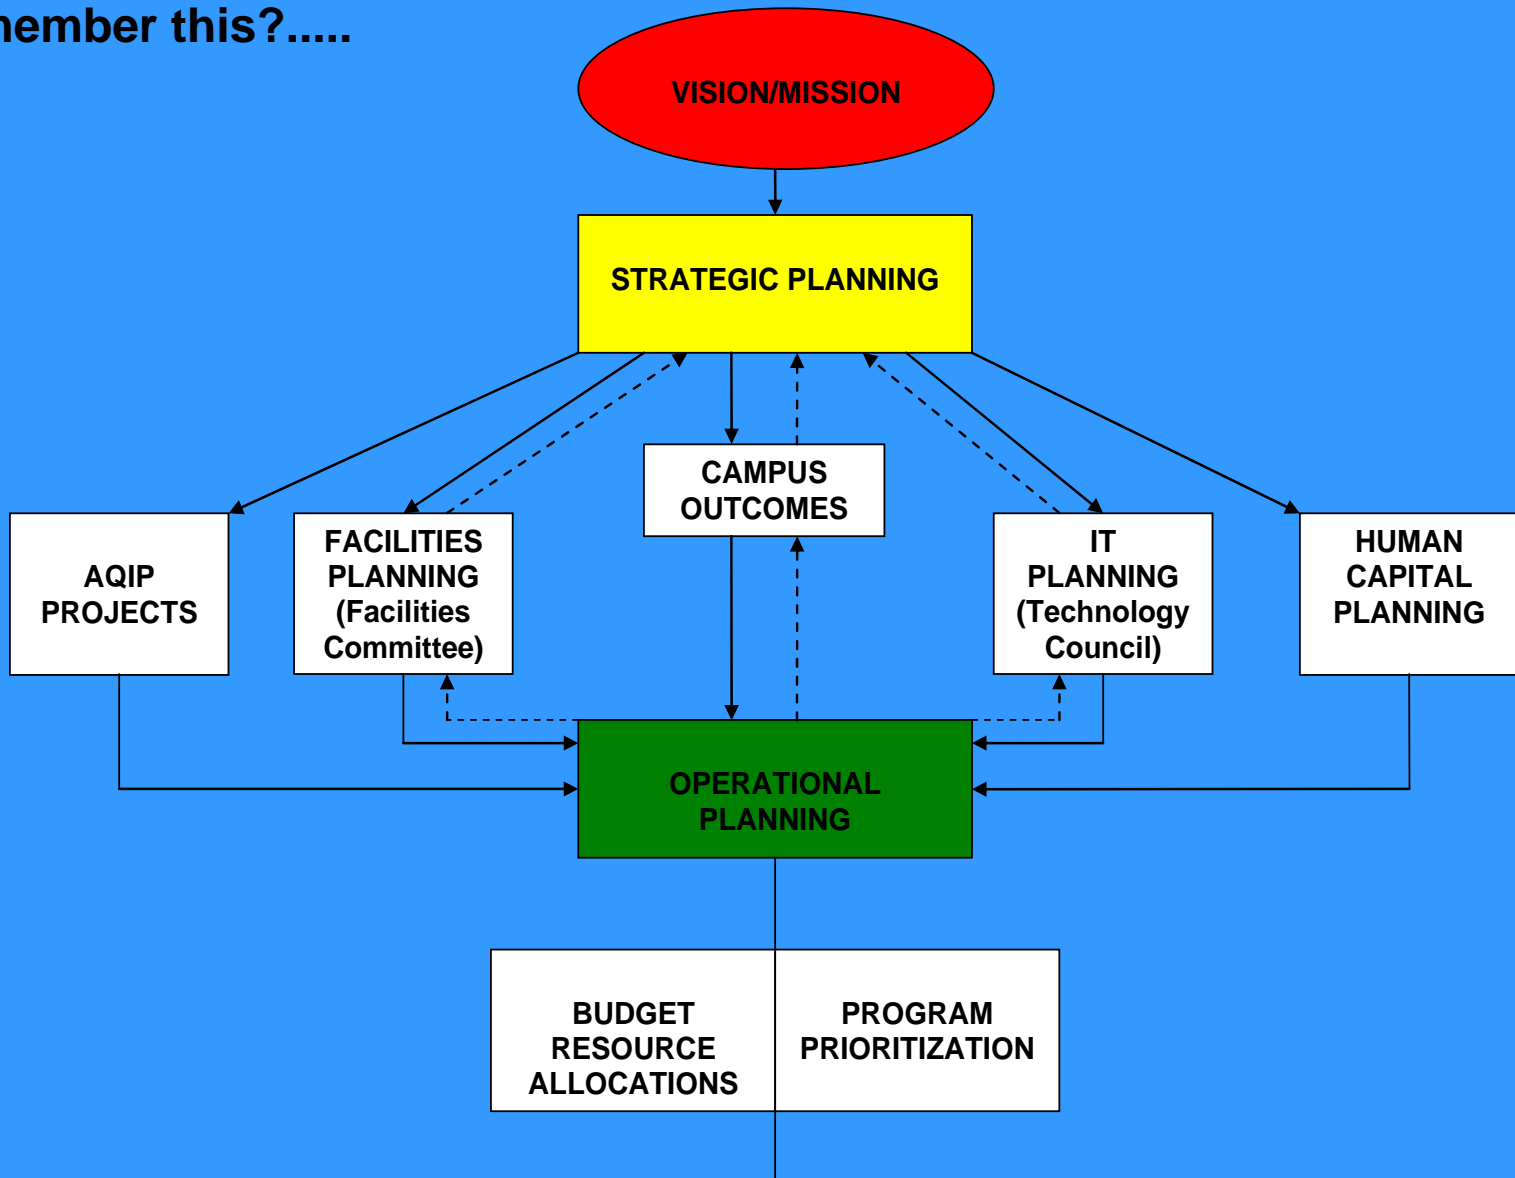 member this?.....
VISION/MISSION
STRATEGIC PLANNING
CAMPUS
OUTCOMES
AQIP
PROJECTS
FACILITIES
PLANNING
(Facilities
Committee)
IT
PLANNING
(Technology
Council)
HUMAN
CAPITAL
PLANNING
OPERATIONAL
PLANNING
BUDGET
RESOURCE
ALLOCATIONS
PROGRAM
PRIORITIZATION